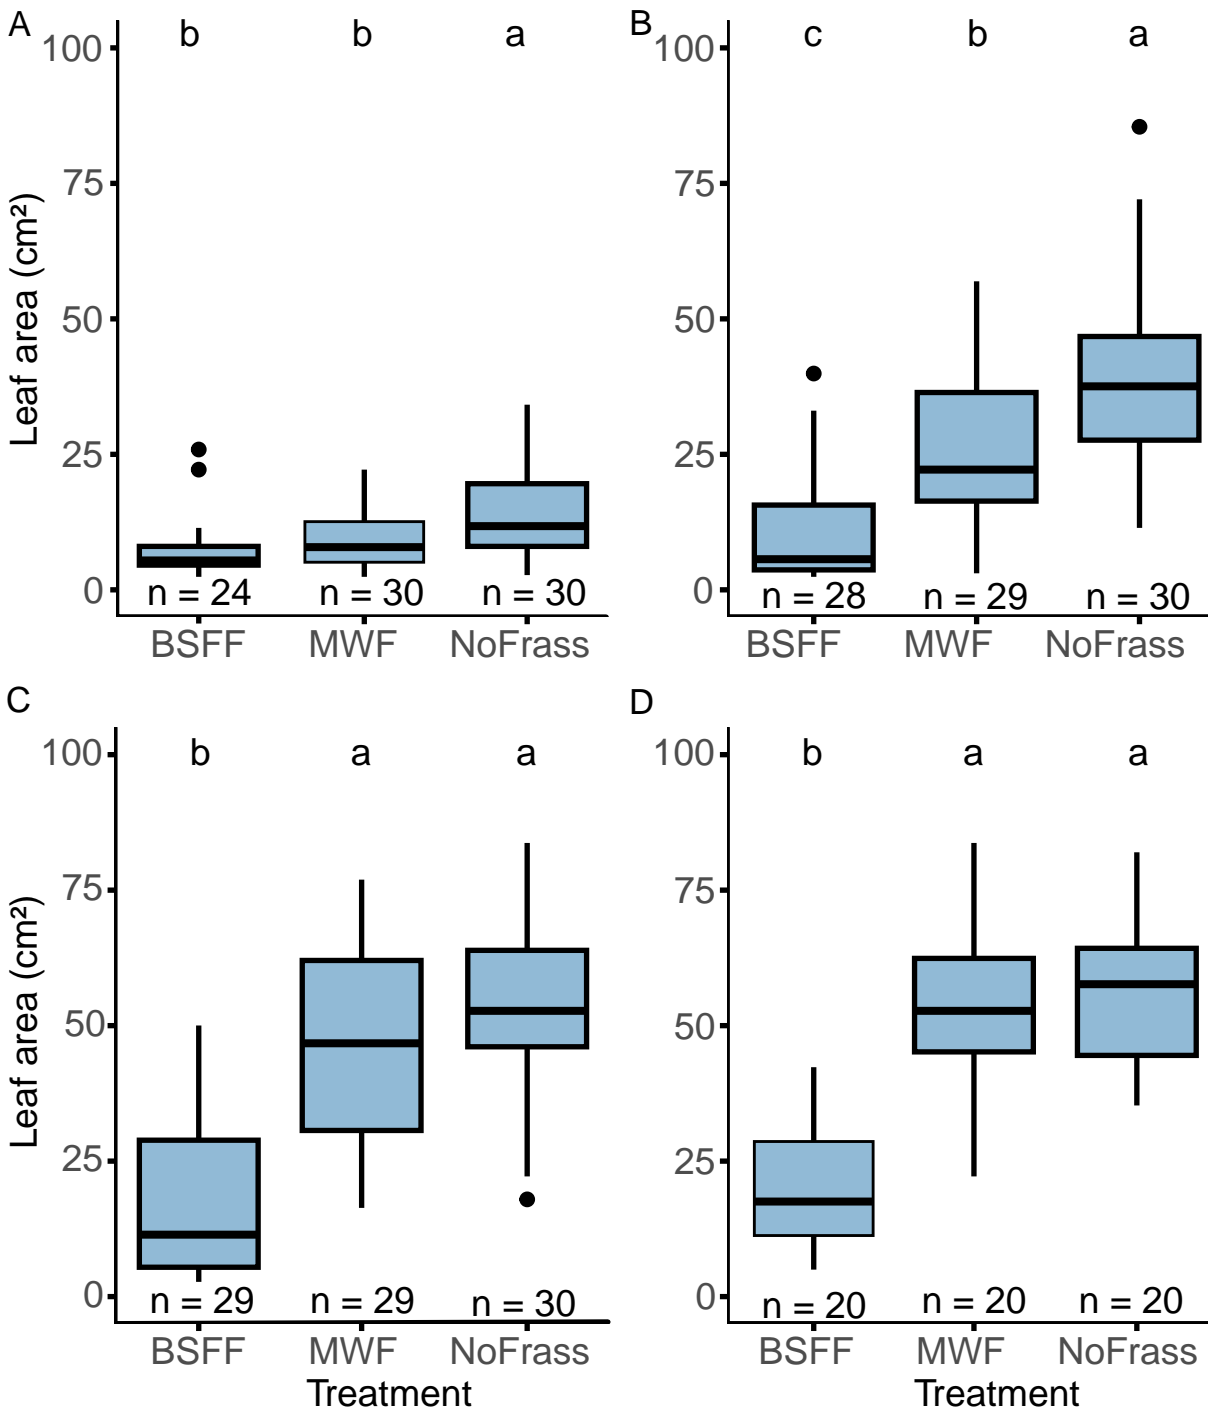 A
b b a
100
75
50
25
0
Leaf area (cm²)
n = 24 n = 30 n = 30
BSFF MWF NoFrass
B
c b a
100
75
50
25
0
n = 28 n = 29 n = 30
BSFF MWF NoFrass
C
b a a
100
75
50
25
0
Leaf area (cm²)
n = 29 n = 29 n = 30
BSFF MWF NoFrass
Treatment
D
b a a
100
75
50
25
0
n = 20 n = 20 n = 20
BSFF MWF NoFrass
Treatment